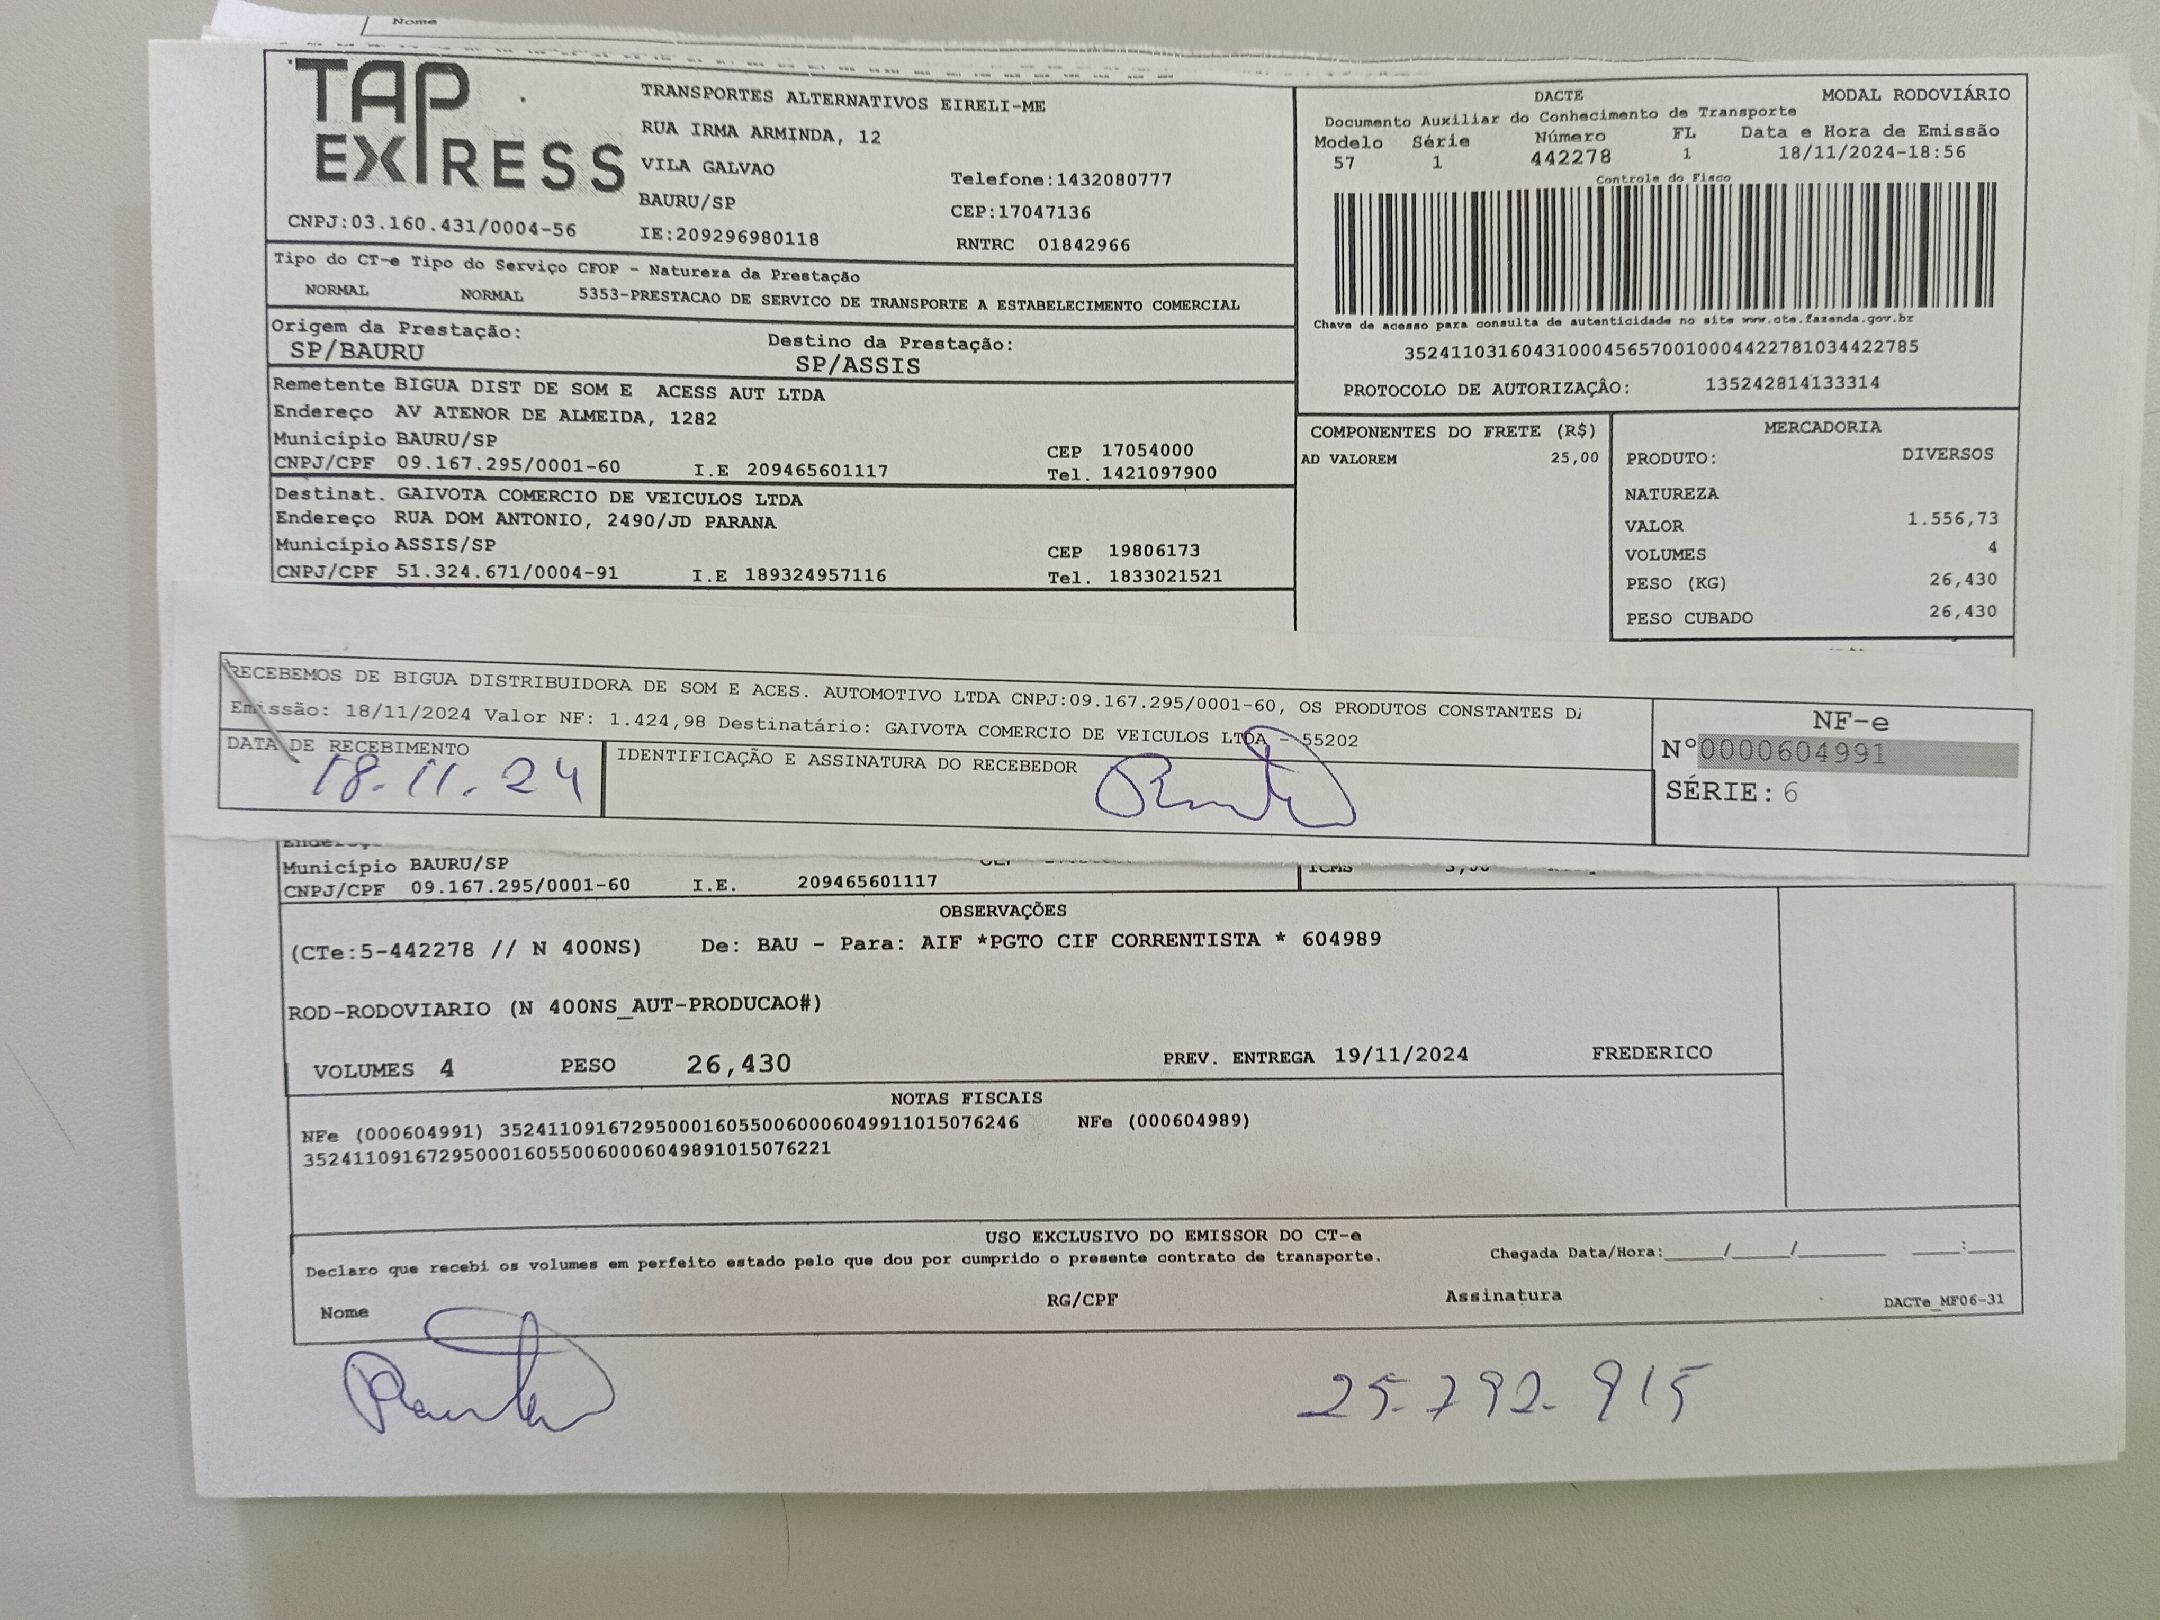 Nome
TAP EXPRESS
CNPJ:03.160.431/0004-56
TRANSPORTES ALTERNATIVOS EIRELI-ME
RUA IRMA ARMINDA, 12
VILA GALVAO
Telefone:1432080777
BAURU/SP
CEP:17047136
IE:209296980118
RNTRC 01842966
DACTE
MODAL RODOVIÁRIO
Documento Auxiliar do Conhecimento de Transporte
Modelo Série Número FL Data e Hora de Emissão
57 1 442278 1 18/11/2024-18:56
Controle do Fisco
Chave de acesso para consulta de autenticidade no site www.cte.fazenda.gov.br
35241103160431000456570010004422781034422785
PROTOCOLO DE AUTORIZAÇÂO: 135242814133314
Tipo do CT-e Tipo do Serviço CFOP - Natureza da Prestação
NORMAL NORMAL 5353-PRESTACAO DE SERVICO DE TRANSPORTE A ESTABELECIMENTO COMERCIAL
Origem da Prestação: Destino da Prestação:
SP/BAURU SP/ASSIS
Remetente BIGUA DIST DE SOM E ACESS AUT LTDA
Endereço AV ATENOR DE ALMEIDA, 1282
Município BAURU/SP CEP 17054000
CNPJ/CPF 09.167.295/0001-60 I.E 209465601117 Tel. 1421097900
Destinat. GAIVOTA COMERCIO DE VEICULOS LTDA
Endereço RUA DOM ANTONIO, 2490/JD PARANA
Município ASSIS/SP CEP 19806173
CNPJ/CPF 51.324.671/0004-91 I.E 189324957116 Tel. 1833021521
COMPONENTES DO FRETE (R$)
AD VALOREM 25,00
MERCADORIA
PRODUTO: DIVERSOS
NATUREZA
VALOR 1.556,73
VOLUMES 4
PESO (KG) 26,430
PESO CUBADO 26,430
RECEBEMOS DE BIGUA DISTRIBUIDORA DE SOM E ACES. AUTOMOTIVO LTDA CNPJ:09.167.295/0001-60, OS PRODUTOS CONSTANTES DA
Emissão: 18/11/2024 Valor NF: 1.424,98 Destinatário: GAIVOTA COMERCIO DE VEICULOS LTDA - 55202
DATA DE RECEBIMENTO
18.11.24
IDENTIFICAÇÃO E ASSINATURA DO RECEBEDOR
NF-e
N°0000604991
SÉRIE: 6
Município BAURU/SP
CNPJ/CPF 09.167.295/0001-60 I.E. 209465601117
OBSERVAÇÕES
(CTe:5-442278 // N 400NS) De: BAU - Para: AIF *PGTO CIF CORRENTISTA * 604989
ROD-RODOVIARIO (N 400NS_AUT-PRODUCAO#)
VOLUMES 4 PESO 26,430 PREV. ENTREGA 19/11/2024 FREDERICO
NOTAS FISCAIS
NFe (000604991) 35241109167295000160550060006049911015076246 NFe (000604989)
35241109167295000160550060006049891015076221
USO EXCLUSIVO DO EMISSOR DO CT-e
Declaro que recebi os volumes em perfeito estado pelo que dou por cumprido o presente contrato de transporte. Chegada Data/Hora:____/____/______ ___:___
Nome RG/CPF Assinatura DACTe_MF06-31
25.792.915